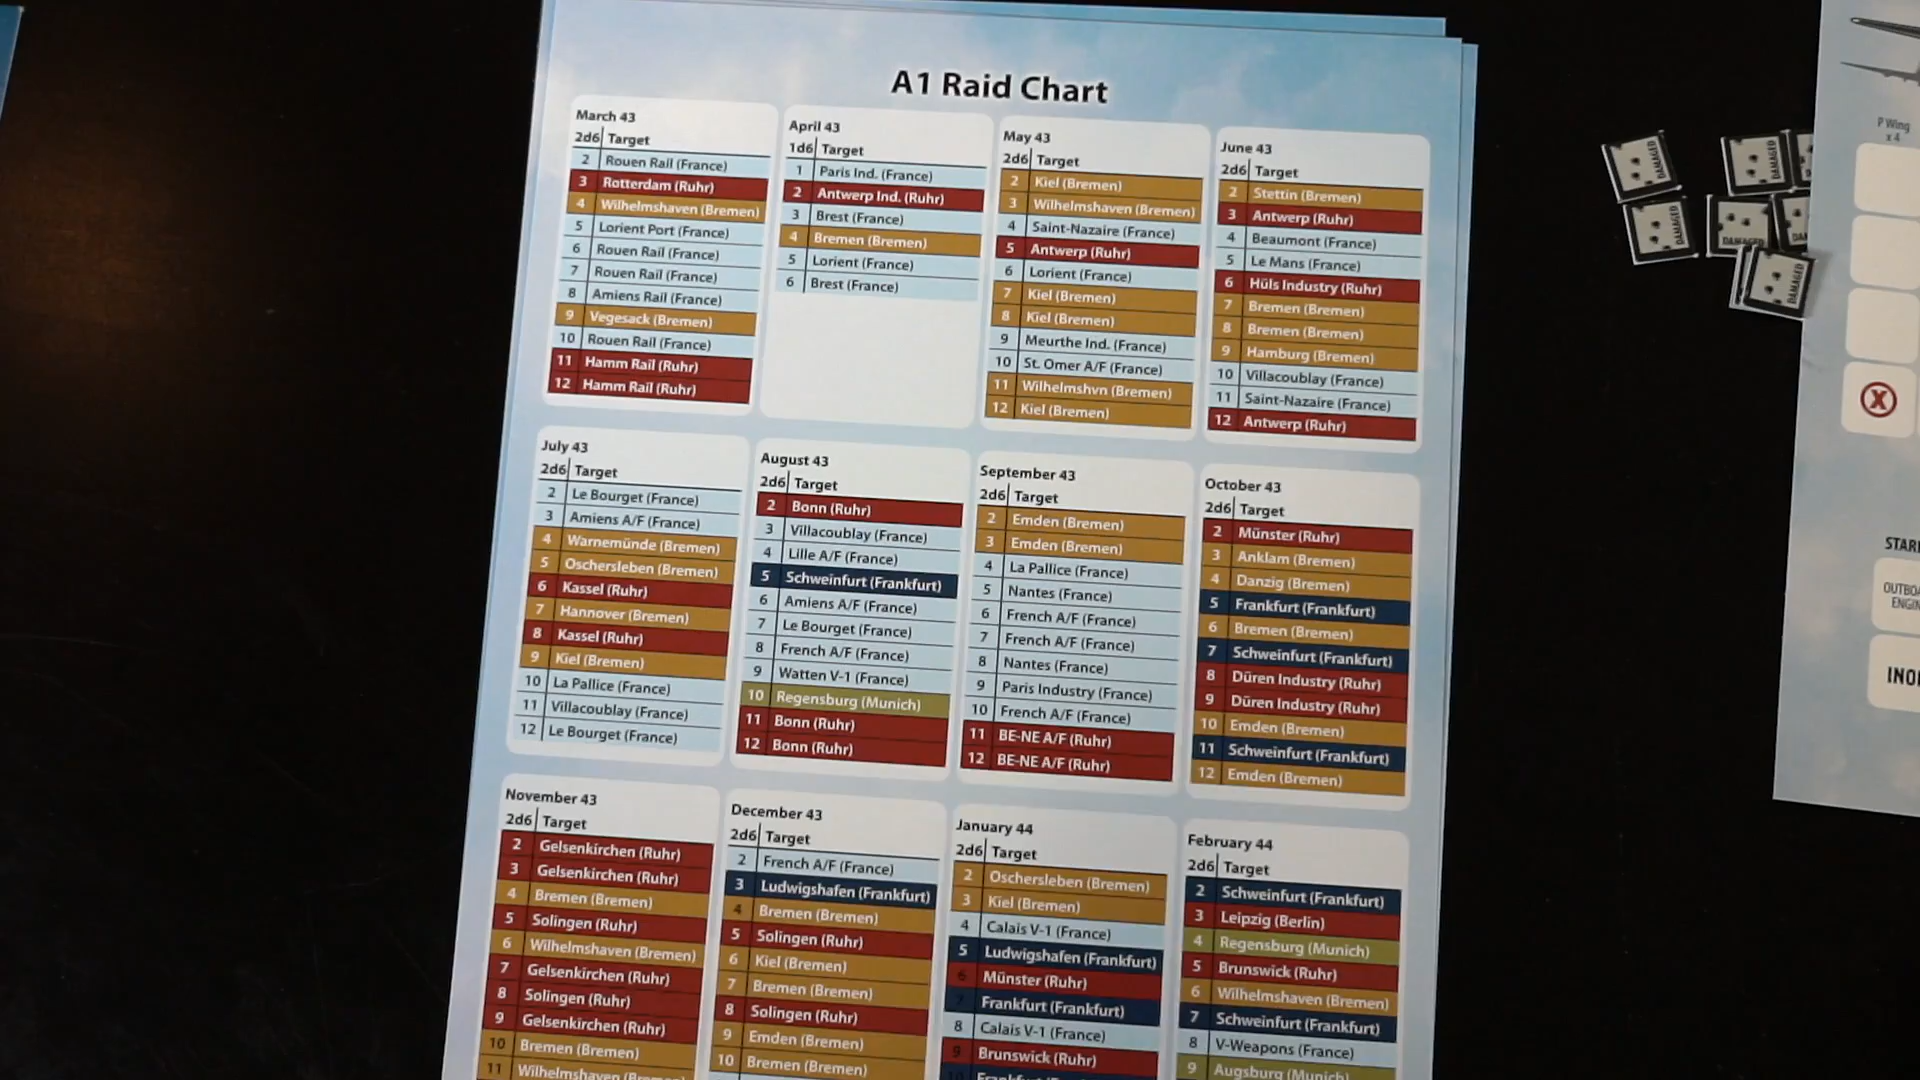 A1 Raid Chart
March 43
2d6 Target
2 Rouen Rail (France)
3 Rotterdam (Ruhr)
4 Wilhelmshaven (Bremen)
5 Lorient Port (France)
6 Rouen Rail (France)
7 Rouen Rail (France)
8 Amiens Rail (France)
9 Vegesack (Bremen)
10 Rouen Rail (France)
11 Hamm Rail (Ruhr)
12 Hamm Rail (Ruhr)
April 43
1d6 Target
1 Paris Ind. (France)
2 Antwerp Ind. (Ruhr)
3 Brest (France)
4 Bremen (Bremen)
5 Lorient (France)
6 Brest (France)
May 43
2d6 Target
2 Kiel (Bremen)
3 Wilhelmshaven (Bremen)
4 Saint-Nazaire (France)
5 Antwerp (Ruhr)
6 Lorient (France)
7 Kiel (Bremen)
8 Kiel (Bremen)
9 Meurthe Ind. (France)
10 St. Omer A/F (France)
11 Wilhelmshvn (Bremen)
12 Kiel (Bremen)
June 43
2d6 Target
2 Stettin (Bremen)
3 Antwerp (Ruhr)
4 Beaumont (France)
5 Le Mans (France)
6 Hüls Industry (Ruhr)
7 Bremen (Bremen)
8 Bremen (Bremen)
9 Hamburg (Bremen)
10 Villacoublay (France)
11 Saint-Nazaire (France)
12 Antwerp (Ruhr)
July 43
2d6 Target
2 Le Bourget (France)
3 Amiens A/F (France)
4 Warnemünde (Bremen)
5 Oschersleben (Bremen)
6 Kassel (Ruhr)
7 Hannover (Bremen)
8 Kassel (Ruhr)
9 Kiel (Bremen)
10 La Pallice (France)
11 Villacoublay (France)
12 Le Bourget (France)
August 43
2d6 Target
2 Bonn (Ruhr)
3 Villacoublay (France)
4 Lille A/F (France)
5 Schweinfurt (Frankfurt)
6 Amiens A/F (France)
7 Le Bourget (France)
8 French A/F (France)
9 Watten V-1 (France)
10 Regensburg (Munich)
11 Bonn (Ruhr)
12 Bonn (Ruhr)
September 43
2d6 Target
2 Emden (Bremen)
3 Emden (Bremen)
4 La Pallice (France)
5 Nantes (France)
6 French A/F (France)
7 French A/F (France)
8 Nantes (France)
9 Paris Industry (France)
10 French A/F (France)
11 BE-NE A/F (Ruhr)
12 BE-NE A/F (Ruhr)
October 43
2d6 Target
2 Münster (Ruhr)
3 Anklam (Bremen)
4 Danzig (Bremen)
5 Frankfurt (Frankfurt)
6 Bremen (Bremen)
7 Schweinfurt (Frankfurt)
8 Düren Industry (Ruhr)
9 Düren Industry (Ruhr)
10 Emden (Bremen)
11 Schweinfurt (Frankfurt)
12 Emden (Bremen)
November 43
2d6 Target
2 Gelsenkirchen (Ruhr)
3 Gelsenkirchen (Ruhr)
4 Bremen (Bremen)
5 Solingen (Ruhr)
6 Wilhelmshaven (Bremen)
7 Gelsenkirchen (Ruhr)
8 Solingen (Ruhr)
9 Gelsenkirchen (Ruhr)
10 Bremen (Bremen)
11 Wilhelmshaven
December 43
2d6 Target
2 French A/F (France)
3 Ludwigshafen (Frankfurt)
4 Bremen (Bremen)
5 Solingen (Ruhr)
6 Kiel (Bremen)
7 Bremen (Bremen)
8 Solingen (Ruhr)
9 Emden (Bremen)
10 Bremen (Bremen)
January 44
2d6 Target
2 Oschersleben (Bremen)
3 Kiel (Bremen)
4 Calais V-1 (France)
5 Ludwigshafen (Frankfurt)
6 Münster (Ruhr)
7 Frankfurt (Frankfurt)
8 Calais V-1 (France)
9 Brunswick (Ruhr)
10
February 44
2d6 Target
2 Schweinfurt (Frankfurt)
3 Leipzig (Berlin)
4 Regensburg (Munich)
5 Brunswick (Ruhr)
6 Wilhelmshaven (Bremen)
7 Schweinfurt (Frankfurt)
8 V-Weapons (France)
9 Augsburg (Munich)
DAMAGED
DAMAGED
DAMAGED
DAMAGED
DAMAGED
P Wing
x 4
X